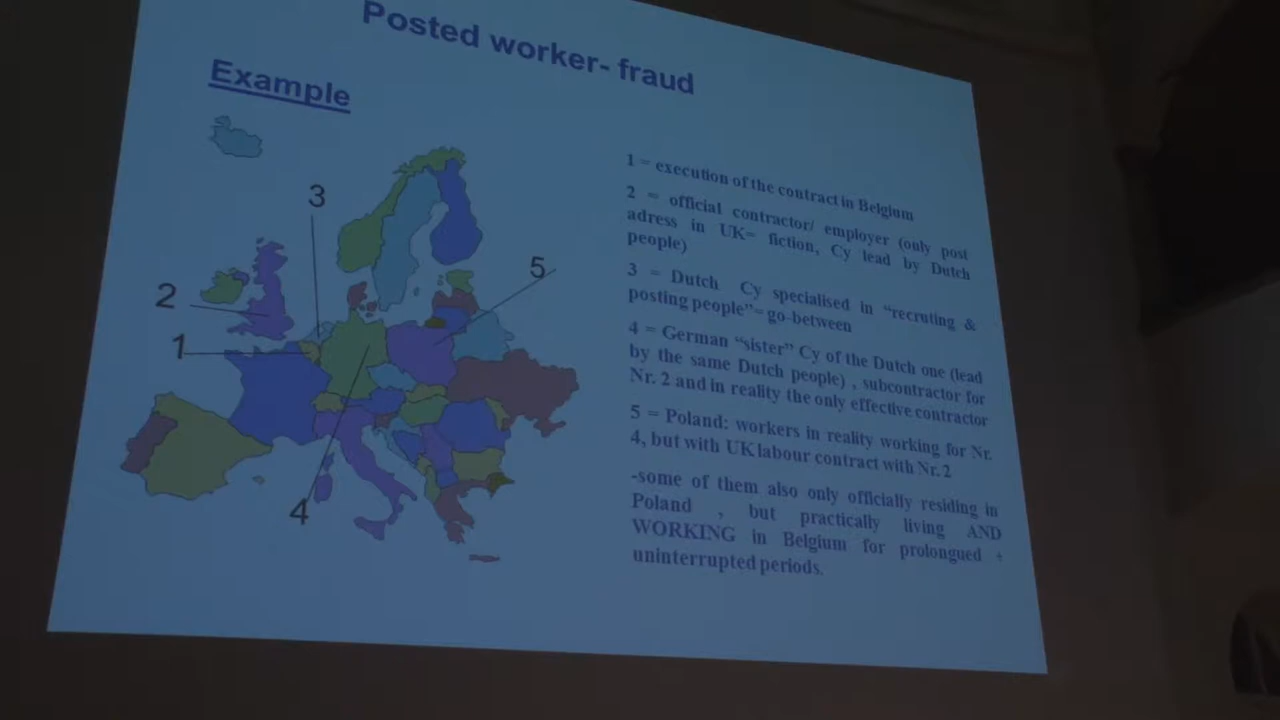 Posted worker- fraud
Example
3
5
2
1
4
1 = execution of the contract in Belgium
2 = official contractor/ employer (only post
adress in UK= fiction, Cy lead by Dutch
people)
3 = Dutch Cy specialised in “recruting &
posting people”= go-between
4 = German “sister” Cy of the Dutch one (lead
by the same Dutch people) , subcontractor for
Nr. 2 and in reality the only effective contractor
5 = Poland: workers in reality working for Nr.
4, but with UK labour contract with Nr. 2
-some of them also only officially residing in
Poland , but practically living AND
WORKING in Belgium for prolongued +
uninterrupted periods.